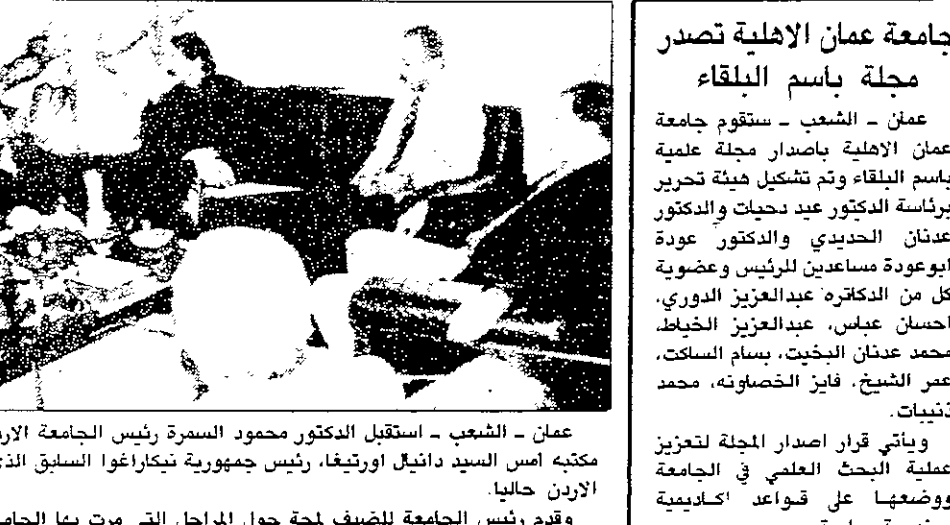 جامعة عمان الاهلية تصدر
مجلة باسم البلقاء
عمان ـ الشعب ـ ستقوم جامعة
عمان الاهلية باصدار مجلة علمية
باسم البلقاء وتم تشكيل هيئة تحرير
برئاسة الدكتور عيد دحيات والدكتور
عدنان الحديدي والدكتور عودة
ابوعودة مساعدين للرئيس وعضوية
كل من الدكاتره عبدالعزيز الدوري،
احسان عباس، عبدالعزيز الخياط،
محمد عدنان البخيت، بسام الساكت،
عمر الشيخ، فايز الخصاونه، محمد
ذنيبات.
ويأتي قرار اصدار المجلة لتعزيز
عملية البحث العلمي في الجامعة
ووضعها على قواعد اكاديمية
عمان ـ الشعب ـ استقبل الدكتور محمود السمرة رئيس الجامعة
مكتبه امس السيد دانيال اورتيغا، رئيس جمهورية نيكاراغوا السابق
الاردن حاليا.
وقدم رئيس الجامعة للضيف لمحة حول المراحل التي مرت بها